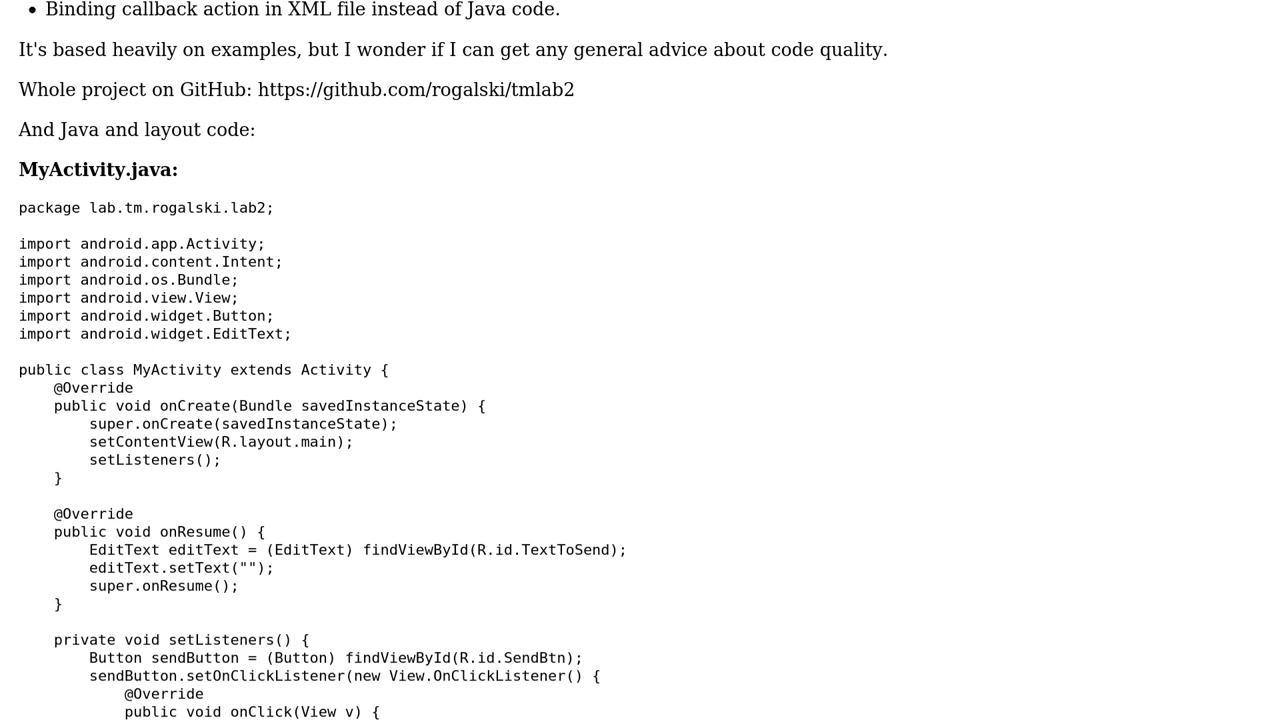 • Binding callback action in XML file instead of Java code.
It's based heavily on examples, but I wonder if I can get any general advice about code quality.
Whole project on GitHub: https://github.com/rogalski/tmlab2
And Java and layout code:
MyActivity.java:
package lab.tm.rogalski.lab2;

import android.app.Activity;
import android.content.Intent;
import android.os.Bundle;
import android.view.View;
import android.widget.Button;
import android.widget.EditText;

public class MyActivity extends Activity {
    @Override
    public void onCreate(Bundle savedInstanceState) {
        super.onCreate(savedInstanceState);
        setContentView(R.layout.main);
        setListeners();
    }

    @Override
    public void onResume() {
        EditText editText = (EditText) findViewById(R.id.TextToSend);
        editText.setText("");
        super.onResume();
    }

    private void setListeners() {
        Button sendButton = (Button) findViewById(R.id.SendBtn);
        sendButton.setOnClickListener(new View.OnClickListener() {
            @Override
            public void onClick(View v) {